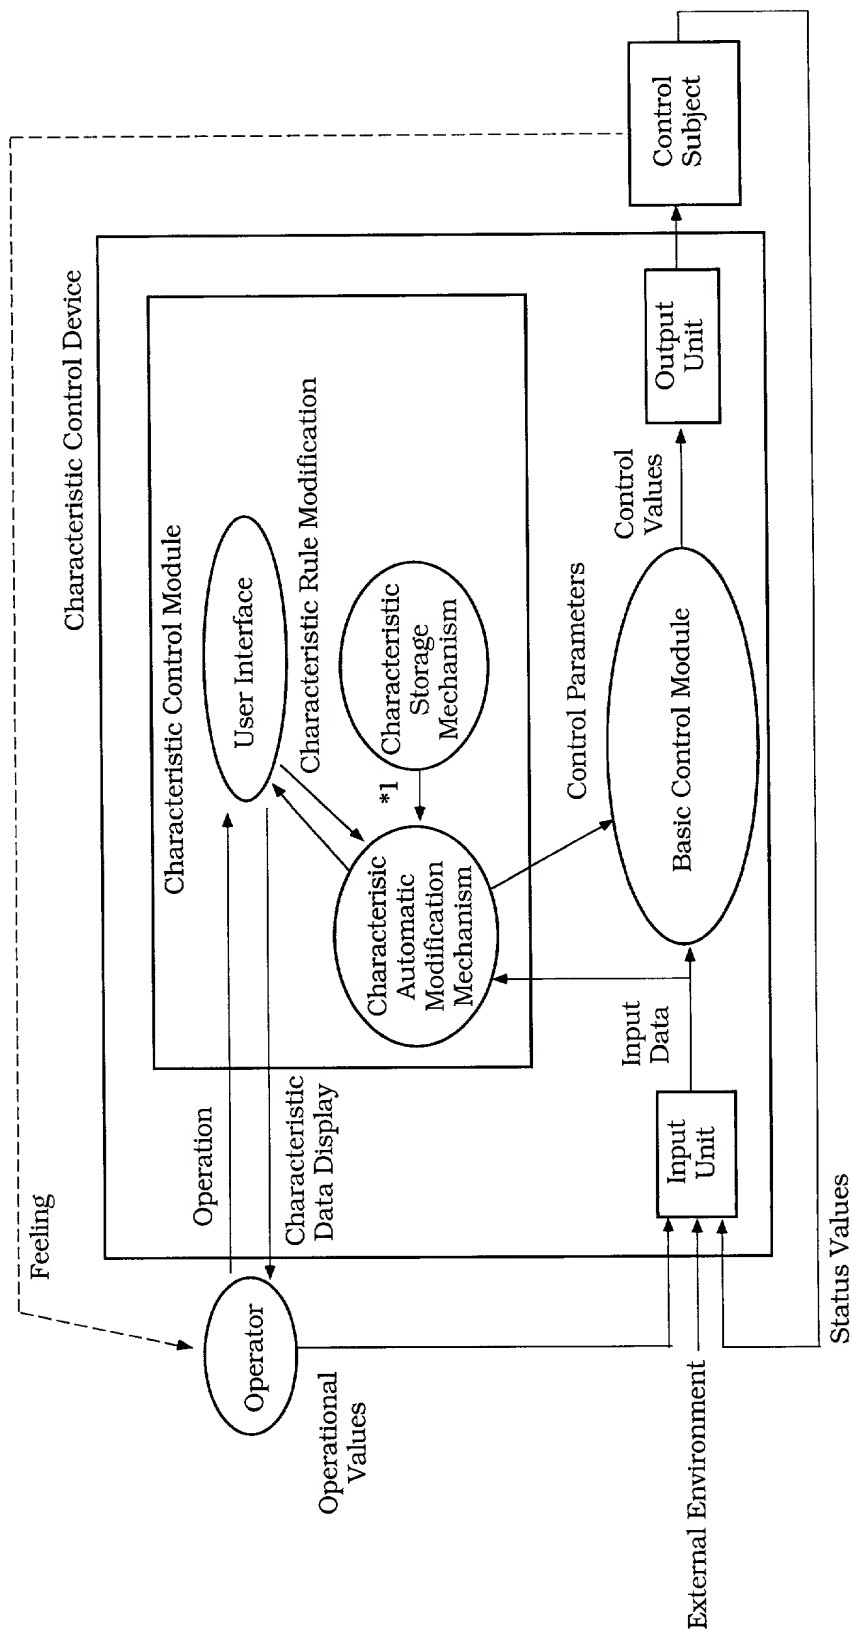 Feeling
Characteristic Control Device
Operation
Characteristic Control Module
User Interface
Operator
Characteristic
Data Display
Characteristic Rule Modification
Operational
Values
Characterisic
Automatic
Modification
Mechanism
*1
Characteristic
Storage
Mechanism
Control Parameters
Input
Data
Control
Values
External Environment
Input
Unit
Basic Control Module
Output
Unit
Control
Subject
Status Values